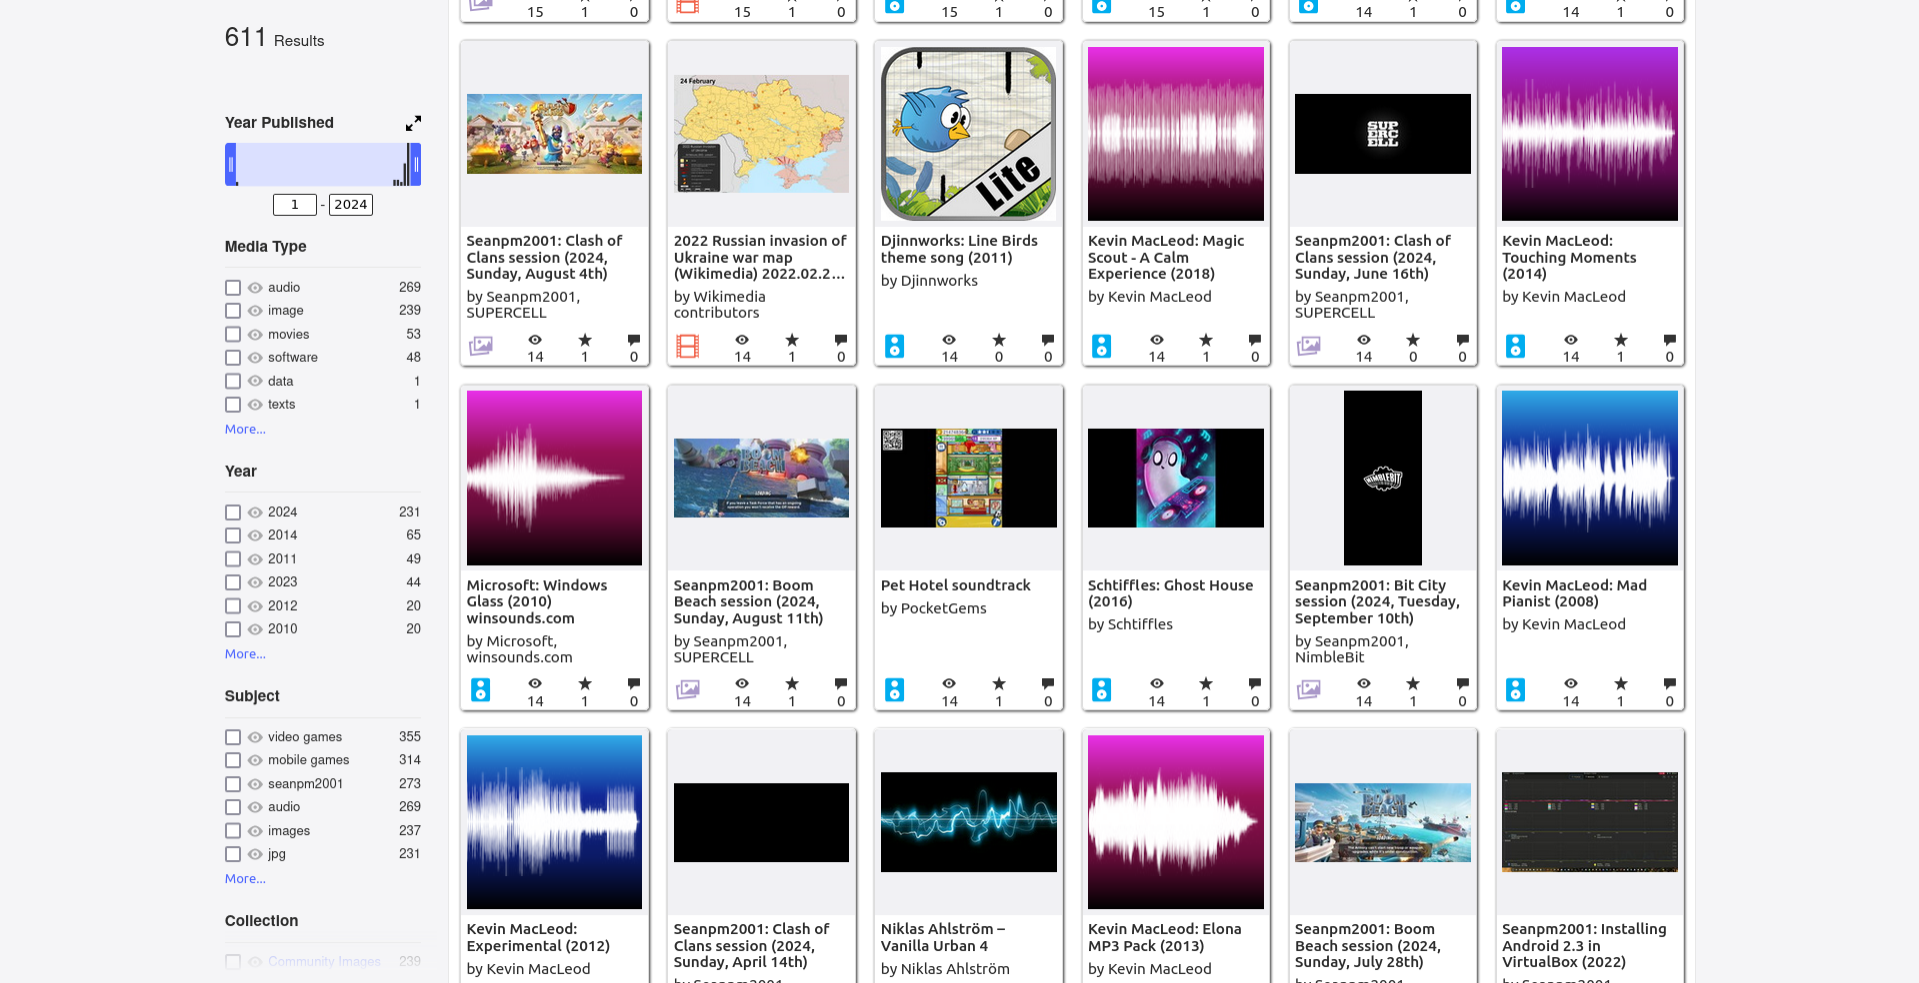 611 Results
Year Published
1 - 2024
Media Type
audio 269
image 239
movies 53
software 48
data 1
texts 1
More...
Year
2024 231
2014 65
2011 49
2023 44
2012 20
2010 20
More...
Subject
video games 355
mobile games 314
seanpm2001 273
audio 269
images 237
jpg 231
More...
Collection
Community Images 239
15 1 0
15 1 0
15 1 0
15 1 0
14 1 0
14 1 0
Seanpm2001: Clash of
Clans session (2024,
Sunday, August 4th)
by Seanpm2001,
SUPERCELL
14 1 0
24 February
2022 Russian invasion of
Ukraine war map
(Wikimedia) 2022.02.2...
by Wikimedia
contributors
14 1 0
Lite
Djinnworks: Line Birds
theme song (2011)
by Djinnworks
14 0 0
Kevin MacLeod: Magic
Scout - A Calm
Experience (2018)
by Kevin MacLeod
14 1 0
SUP
ERC
ELL
Seanpm2001: Clash of
Clans session (2024,
Sunday, June 16th)
by Seanpm2001,
SUPERCELL
14 0 0
Kevin MacLeod:
Touching Moments
(2014)
by Kevin MacLeod
14 1 0
Microsoft: Windows
Glass (2010)
winsounds.com
by Microsoft,
winsounds.com
14 1 0
BOOM
BEACH
Seanpm2001: Boom
Beach session (2024,
Sunday, August 11th)
by Seanpm2001,
SUPERCELL
14 1 0
Pet Hotel soundtrack
by PocketGems
14 1 0
Schtiffles: Ghost House
(2016)
by Schtiffles
14 1 0
NIMBLEBIT
Seanpm2001: Bit City
session (2024, Tuesday,
September 10th)
by Seanpm2001,
NimbleBit
14 1 0
Kevin MacLeod: Mad
Pianist (2008)
by Kevin MacLeod
14 1 0
Kevin MacLeod:
Experimental (2012)
by Kevin MacLeod
Seanpm2001: Clash of
Clans session (2024,
Sunday, April 14th)
by Seanpm2001,
Niklas Ahlström –
Vanilla Urban 4
by Niklas Ahlström
Kevin MacLeod: Elona
MP3 Pack (2013)
by Kevin MacLeod
BOOM
BEACH
Seanpm2001: Boom
Beach session (2024,
Sunday, July 28th)
by Seanpm2001,
Seanpm2001: Installing
Android 2.3 in
VirtualBox (2022)
by Seanpm2001